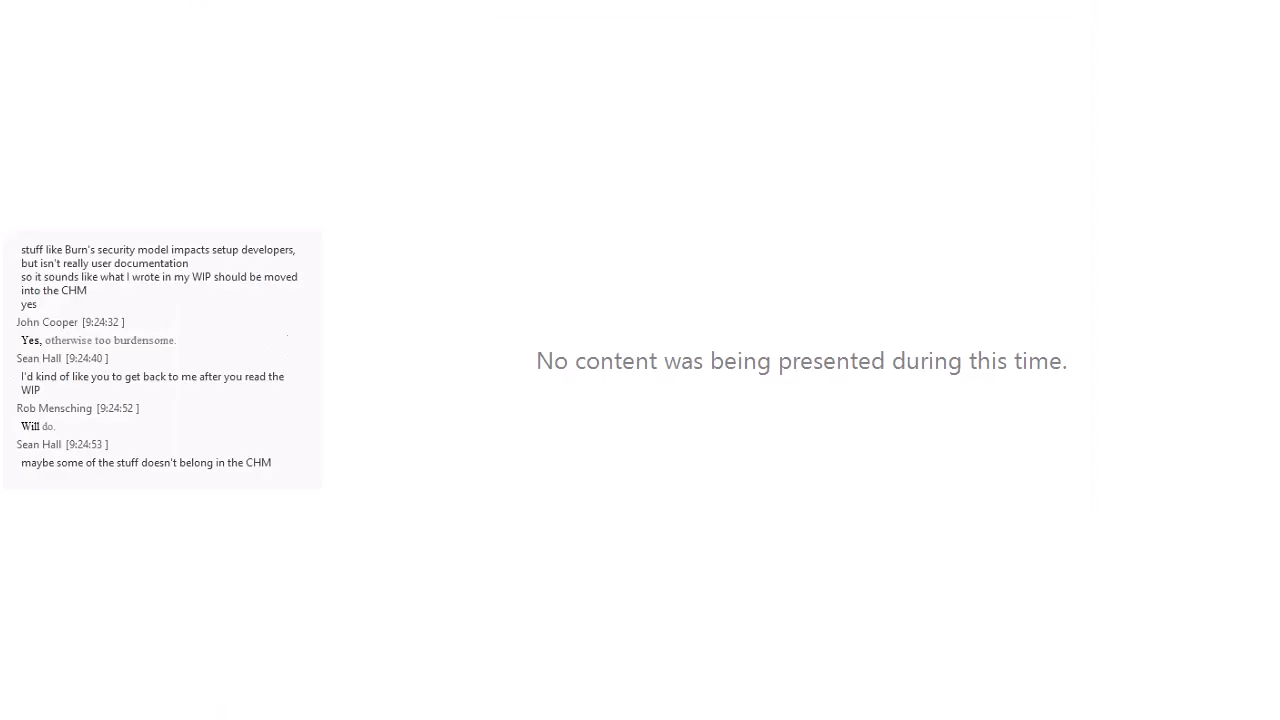 stuff like Burn's security model impacts setup developers,
but isn't really user documentation
so it sounds like what I wrote in my WIP should be moved
into the CHM
yes
John Cooper [9:24:32 ]
Yes, otherwise too burdensome.
Sean Hall [9:24:40 ]
I'd kind of like you to get back to me after you read the
WIP
Rob Mensching [9:24:52 ]
Will do.
Sean Hall [9:24:53 ]
maybe some of the stuff doesn't belong in the CHM
No content was being presented during this time.